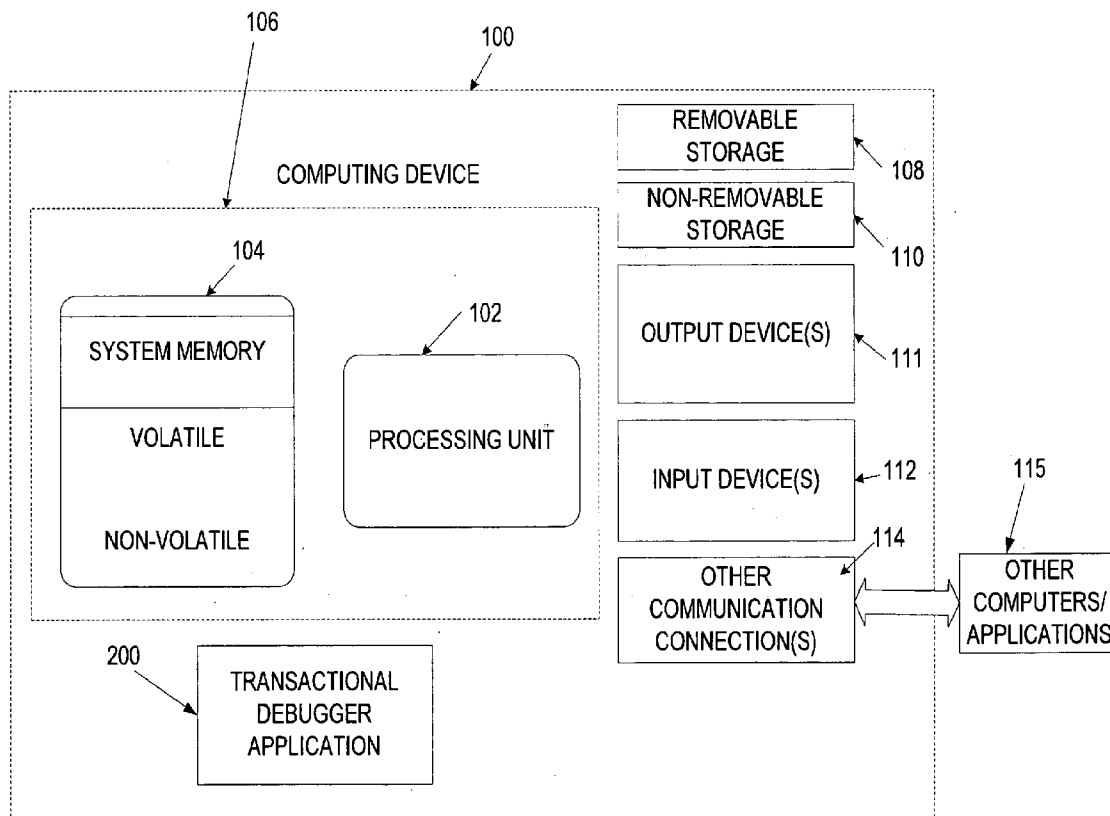 106
100
COMPUTING DEVICE
REMOVABLE
STORAGE
108
NON-REMOVABLE
STORAGE
110
104
SYSTEM MEMORY
VOLATILE
NON-VOLATILE
102
PROCESSING UNIT
OUTPUT DEVICE(S)
111
INPUT DEVICE(S)
112
114
OTHER
COMMUNICATION
CONNECTION(S)
115
OTHER
COMPUTERS/
APPLICATIONS
200
TRANSACTIONAL
DEBUGGER
APPLICATION